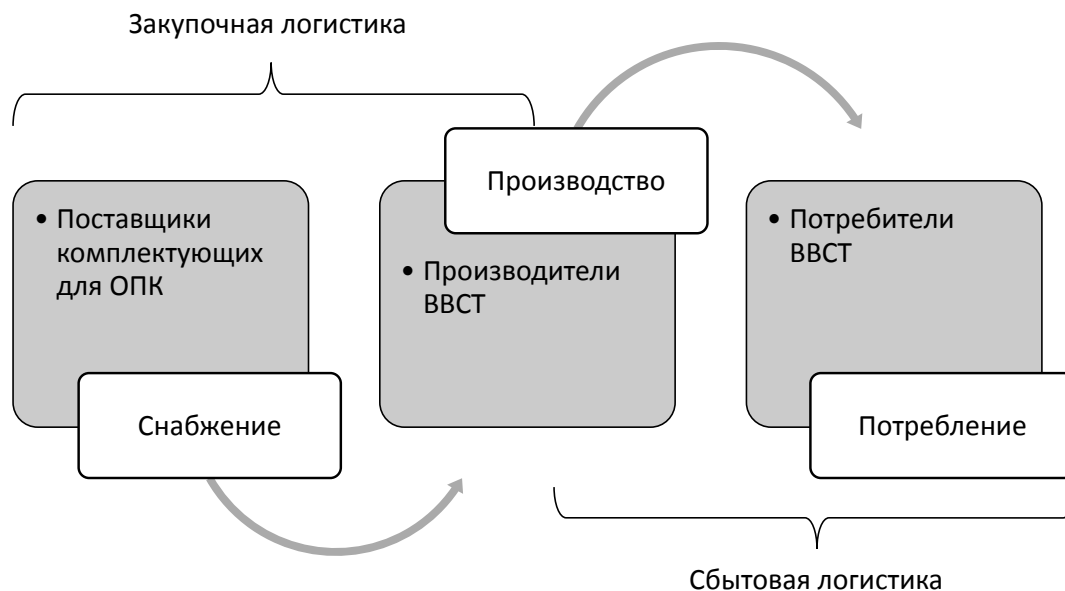 Закупочная логистика
Производство
• Поставщики
комплектующих
для ОПК
Снабжение
• Производители
ВВСТ
• Потребители
ВВСТ
Потребление
Сбытовая логистика